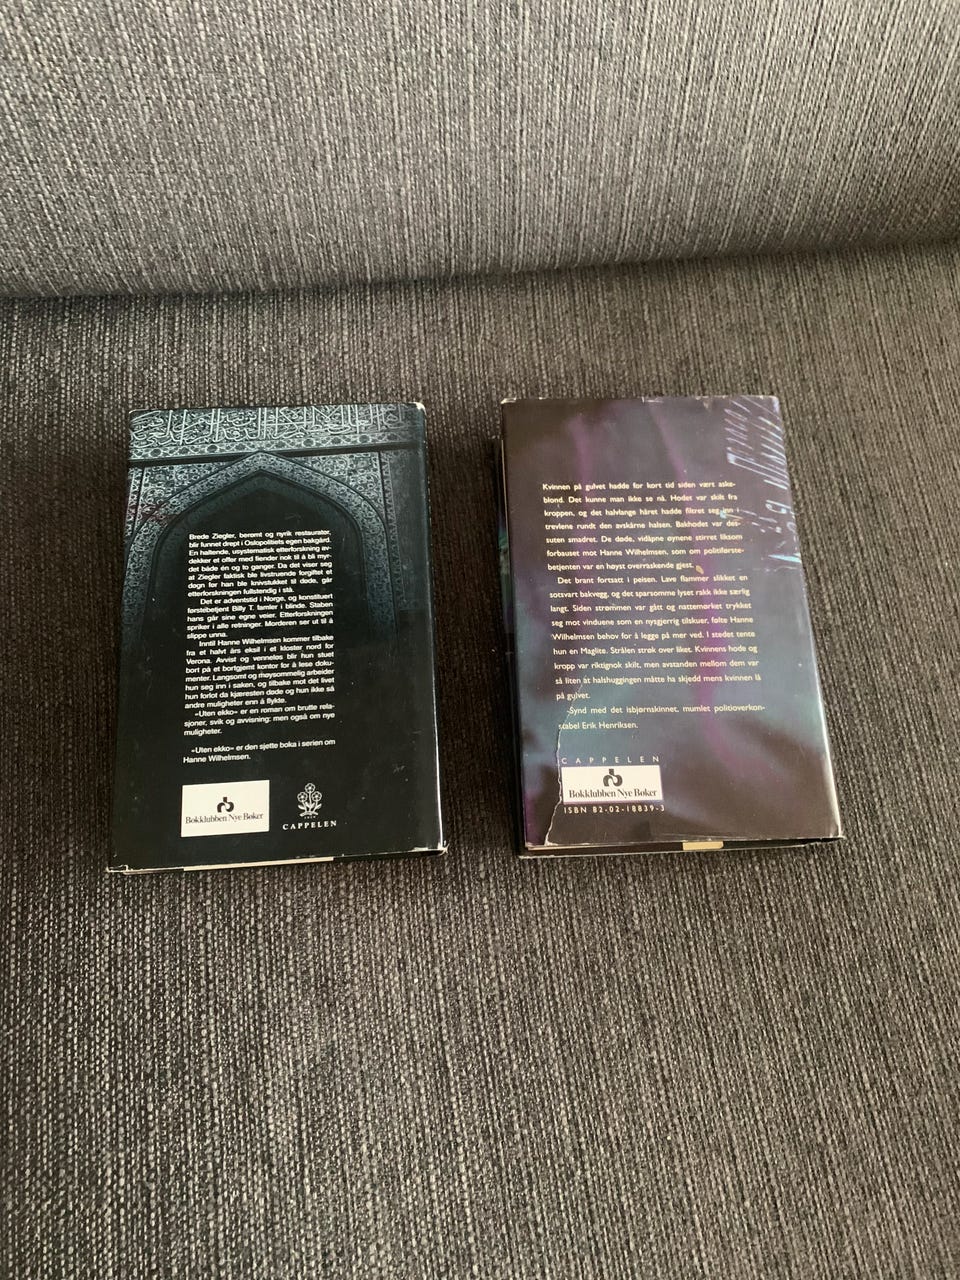 Brede Ziegler, berømt og nyrik restauratør,
blir funnet drept i Oslopolitiets egen bakgård.
En haltende, usystematisk etterforskning av-
dekker et offer med fiender nok til å bli myr-
det både én og to ganger. Da det viser seg
at Ziegler faktisk ble livstruende forgiftet et
døgn før han ble knivstukket til døde, går
etterforskningen fullstendig i stå.
Det er adventstid i Norge, og konstituert
førstebetjent Billy T. famler i blinde. Staben
hans går sine egne veier. Etterforskningen
spriker i alle retninger. Morderen ser ut til å
slippe unna.
Inntil Hanne Wilhelmsen kommer tilbake
fra et halvt års eksil i et kloster nord for
Verona. Avvist og venneløs blir hun stuet
bort på et bortgjemt kontor for å lese doku-
menter. Langsomt og møysommelig arbeider
hun seg inn i saken, og tilbake mot det livet
hun forlot da kjæresten døde og hun ikke så
andre muligheter enn å flykte.
«Uten ekko» er en roman om brutte rela-
sjoner, svik og avvisning: men også om nye
muligheter.
«Uten ekko» er den sjette boka i serien om
Hanne Wilhelmsen.
Bokklubben Nye Bøker
CAPPELEN
Kvinnen på gulvet hadde for kort tid siden vært aske-
blond. Det kunne man ikke se nå. Hodet var skilt fra
kroppen, og det halvlange håret hadde filtret seg inn i
trevlene rundt den avskårne halsen. Bakhodet var des-
suten smadret. De døde, vidåpne øynene stirret liksom
forbauset mot Hanne Wilhelmsen, som om politiførste-
betjenten var en høyst overraskende gjest.
Det brant fortsatt i peisen. Lave flammer slikket en
sotsvart bakvegg, og det sparsomme lyset rakk ikke særlig
langt. Siden strømmen var gått og nattemørket trykket
seg mot vinduene som en nysgjerrig tilskuer, følte Hanne
Wilhelmsen behov for å legge på mer ved. I stedet tente
hun en Maglite. Strålen strøk over liket. Kvinnens hode og
kropp var riktignok skilt, men avstanden mellom dem var
så liten at halshuggingen måtte ha skjedd mens kvinnen lå
på gulvet.
-Synd med det isbjørnskinnet, mumlet politioverkon-
stabel Erik Henriksen.
CAPPELEN
Bokklubben Nye Bøker
ISBN 82-02-18839-3